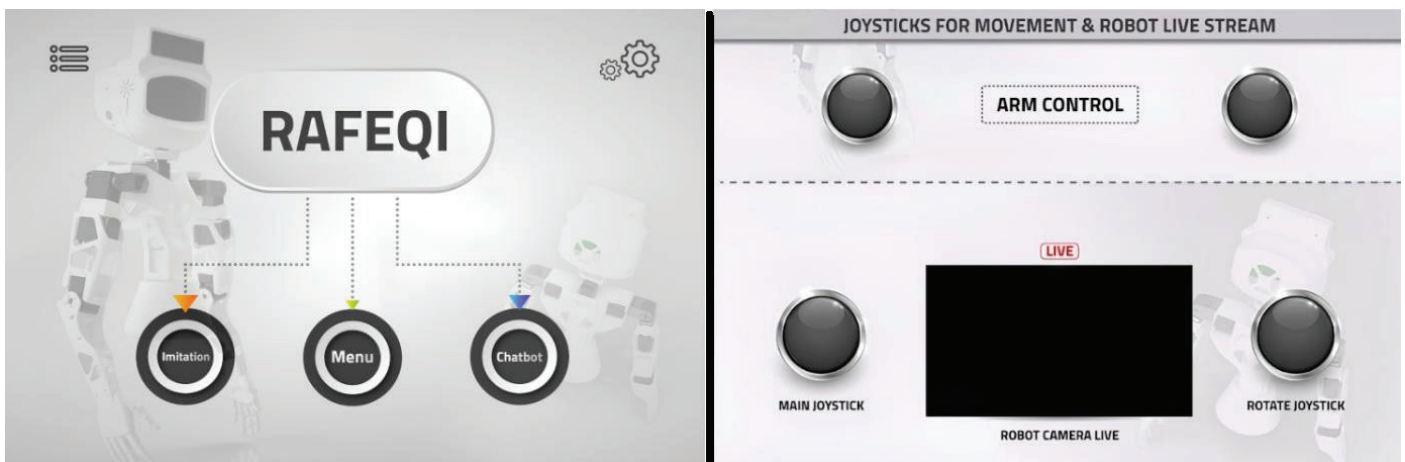 RAFEQI
Imitation
Menu
Chatbot
JOYSTICKS FOR MOVEMENT & ROBOT LIVE STREAM
ARM CONTROL
LIVE
MAIN JOYSTICK
ROTATE JOYSTICK
ROBOT CAMERA LIVE